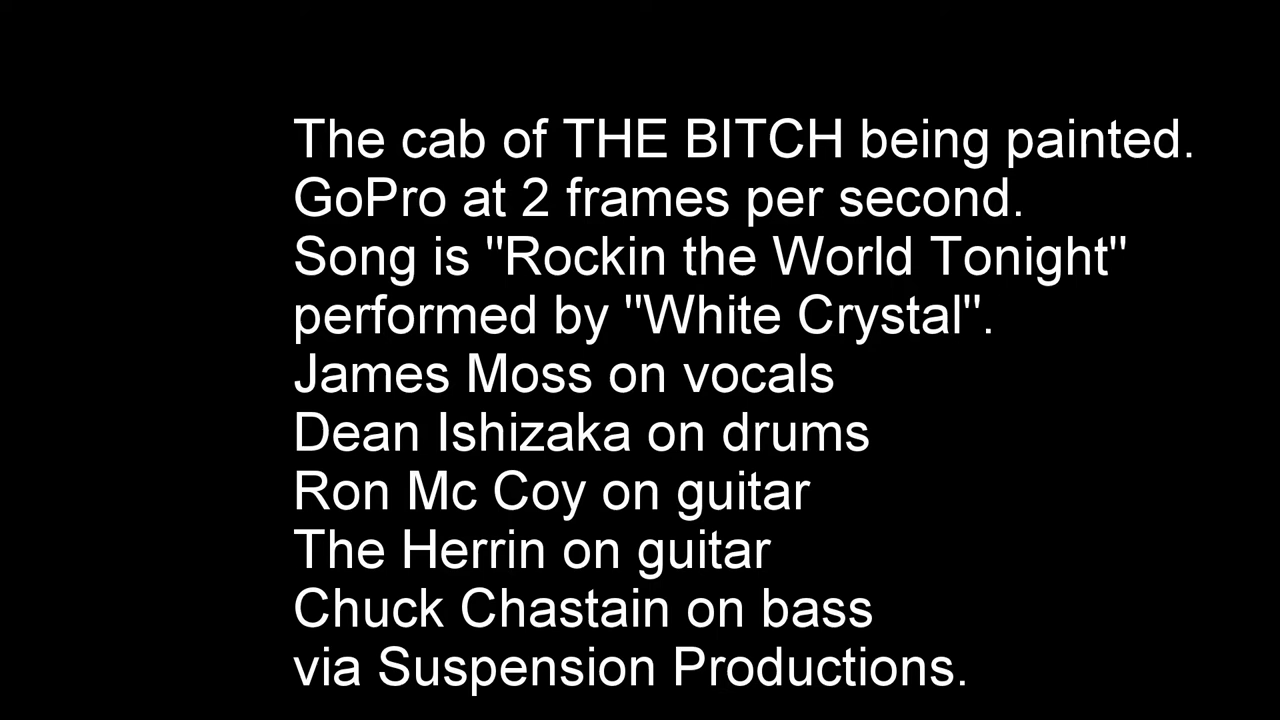 The cab of THE BITCH being painted.
GoPro at 2 frames per second.
Song is "Rockin the World Tonight"
performed by "White Crystal".
James Moss on vocals
Dean Ishizaka on drums
Ron Mc Coy on guitar
The Herrin on guitar
Chuck Chastain on bass
via Suspension Productions.